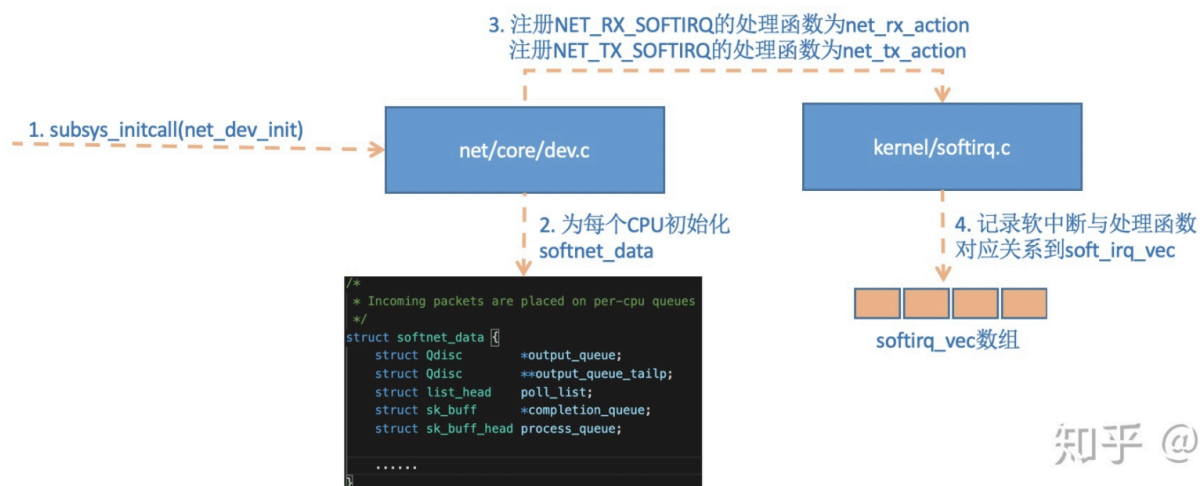 3. 注册NET_RX_SOFTIRQ的处理函数为net_rx_action
注册NET_TX_SOFTIRQ的处理函数为net_tx_action
1. subsys_initcall(net_dev_init)
net/core/dev.c
kernel/softirq.c
2. 为每个CPU初始化
softnet_data
4. 记录软中断与处理函数
对应关系到soft_irq_vec
/*
 * Incoming packets are placed on per-cpu queues
 */
struct softnet_data {
    struct Qdisc        *output_queue;
    struct Qdisc        **output_queue_tailp;
    struct list_head    poll_list;
    struct sk_buff      *completion_queue;
    struct sk_buff_head process_queue;
    ......
}
softirq_vec数组
知乎 @